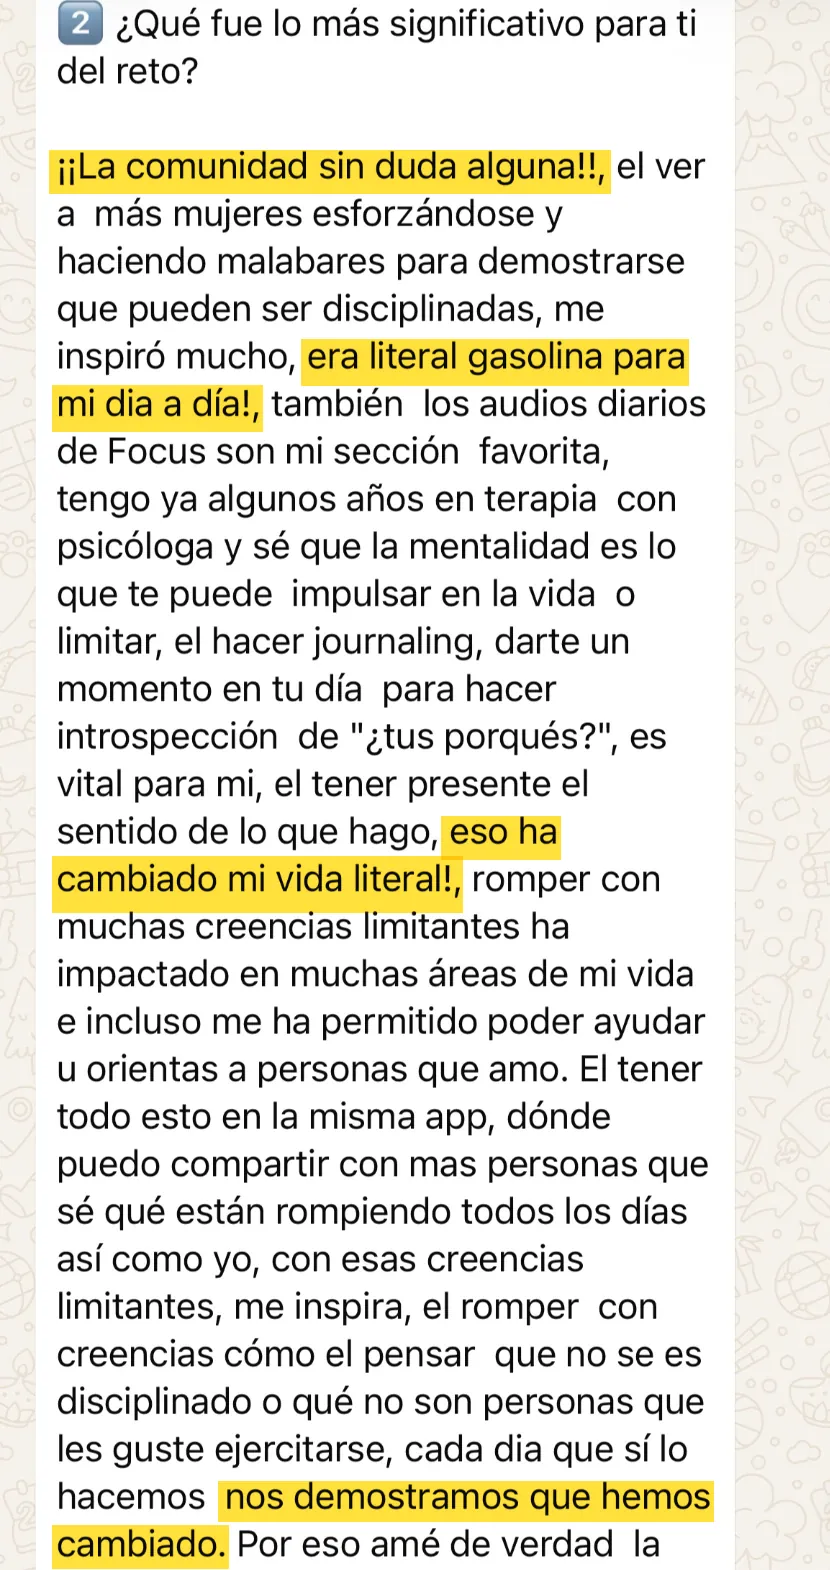 2️⃣ ¿Qué fue lo más significativo para ti
del reto?
¡¡La comunidad sin duda alguna!!, el ver
a  más mujeres esforzándose y
haciendo malabares para demostrarse
que pueden ser disciplinadas, me
inspiró mucho, era literal gasolina para
mi dia a día!, también  los audios diarios
de Focus son mi sección  favorita,
tengo ya algunos años en terapia  con
psicóloga y sé que la mentalidad es lo
que te puede  impulsar en la vida  o
limitar, el hacer journaling, darte un
momento en tu día  para hacer
introspección  de "¿tus porqués?", es
vital para mi, el tener presente el
sentido de lo que hago, eso ha
cambiado mi vida literal!, romper con
muchas creencias limitantes ha
impactado en muchas áreas de mi vida
e incluso me ha permitido poder ayudar
u orientas a personas que amo. El tener
todo esto en la misma app, dónde
puedo compartir con mas personas que
sé qué están rompiendo todos los días
así como yo, con esas creencias
limitantes, me inspira, el romper  con
creencias cómo el pensar  que no se es
disciplinado o qué no son personas que
les guste ejercitarse, cada dia que sí lo
hacemos  nos demostramos que hemos
cambiado. Por eso amé de verdad  la